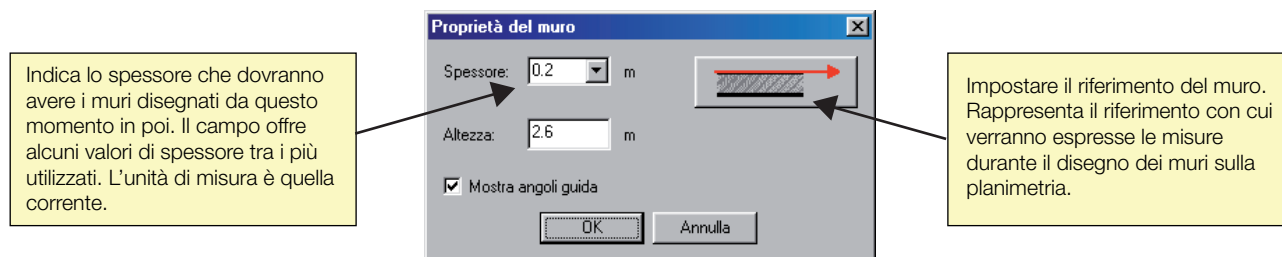 Proprietà del muro
Indica lo spessore che dovranno
avere i muri disegnati da questo
momento in poi. Il campo offre
alcuni valori di spessore tra i più
utilizzati. L'unità di misura è quella
corrente.
Spessore: 0.2 m
Altezza: 2.6 m
Mostra angoli guida
OK Annulla
Impostare il riferimento del muro.
Rappresenta il riferimento con cui
verranno espresse le misure
durante il disegno dei muri sulla
planimetria.